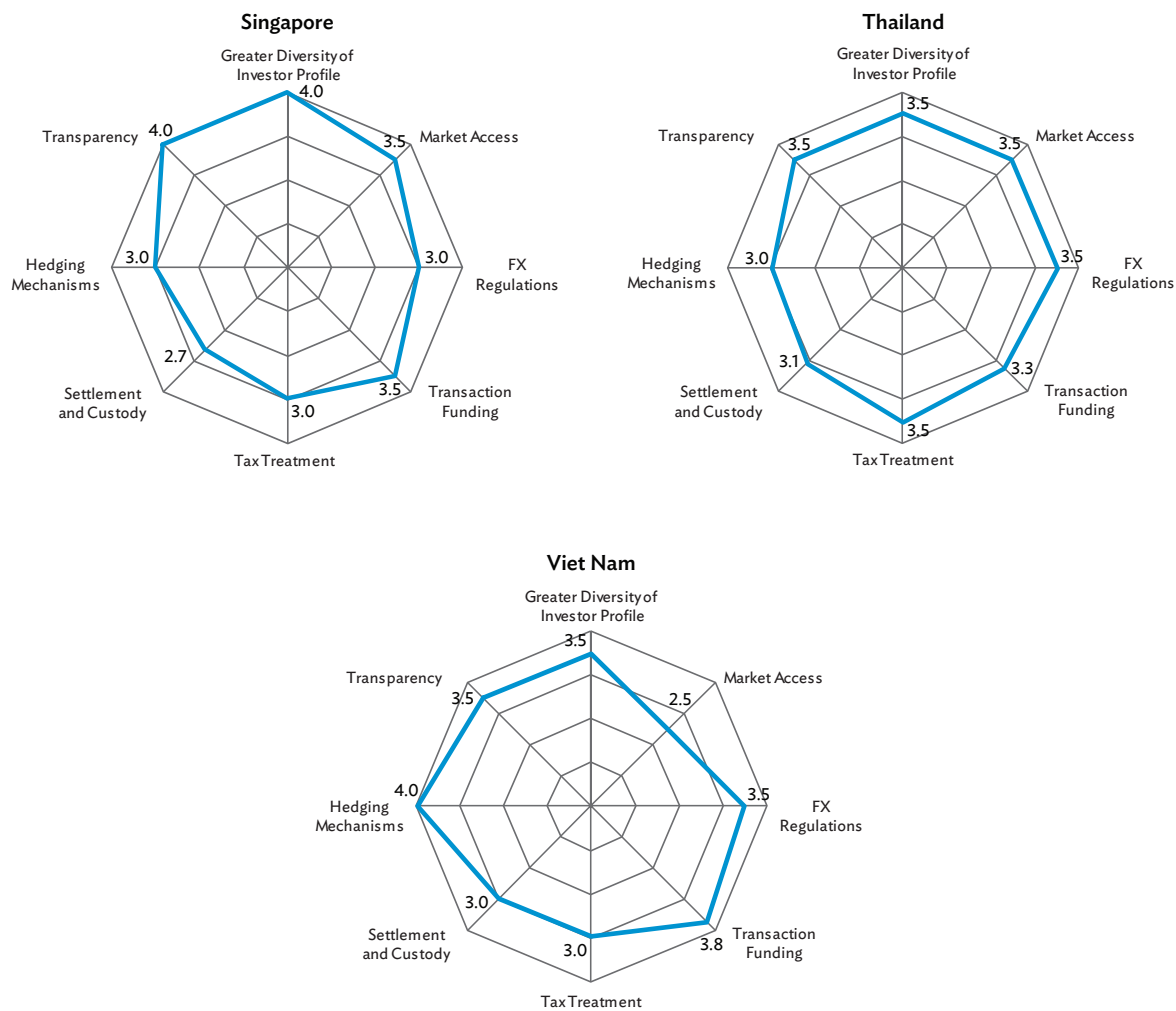 Singapore
Greater Diversity of
Investor Profile
4.0
Transparency
4.0
3.5
Market Access
Hedging
Mechanisms
3.0
3.0
FX
Regulations
2.7
Settlement
and Custody
3.5
Transaction
Funding
3.0
Tax Treatment
Thailand
Greater Diversity of
Investor Profile
3.5
Transparency
3.5
3.5
Market Access
Hedging
Mechanisms
3.0
3.5
FX
Regulations
3.1
Settlement
and Custody
3.3
Transaction
Funding
3.5
Tax Treatment
Viet Nam
Greater Diversity of
Investor Profile
3.5
Transparency
3.5
2.5
Market Access
4.0
Hedging
Mechanisms
3.5
FX
Regulations
3.0
Settlement
and Custody
3.8
Transaction
Funding
3.0
Tax Treatment